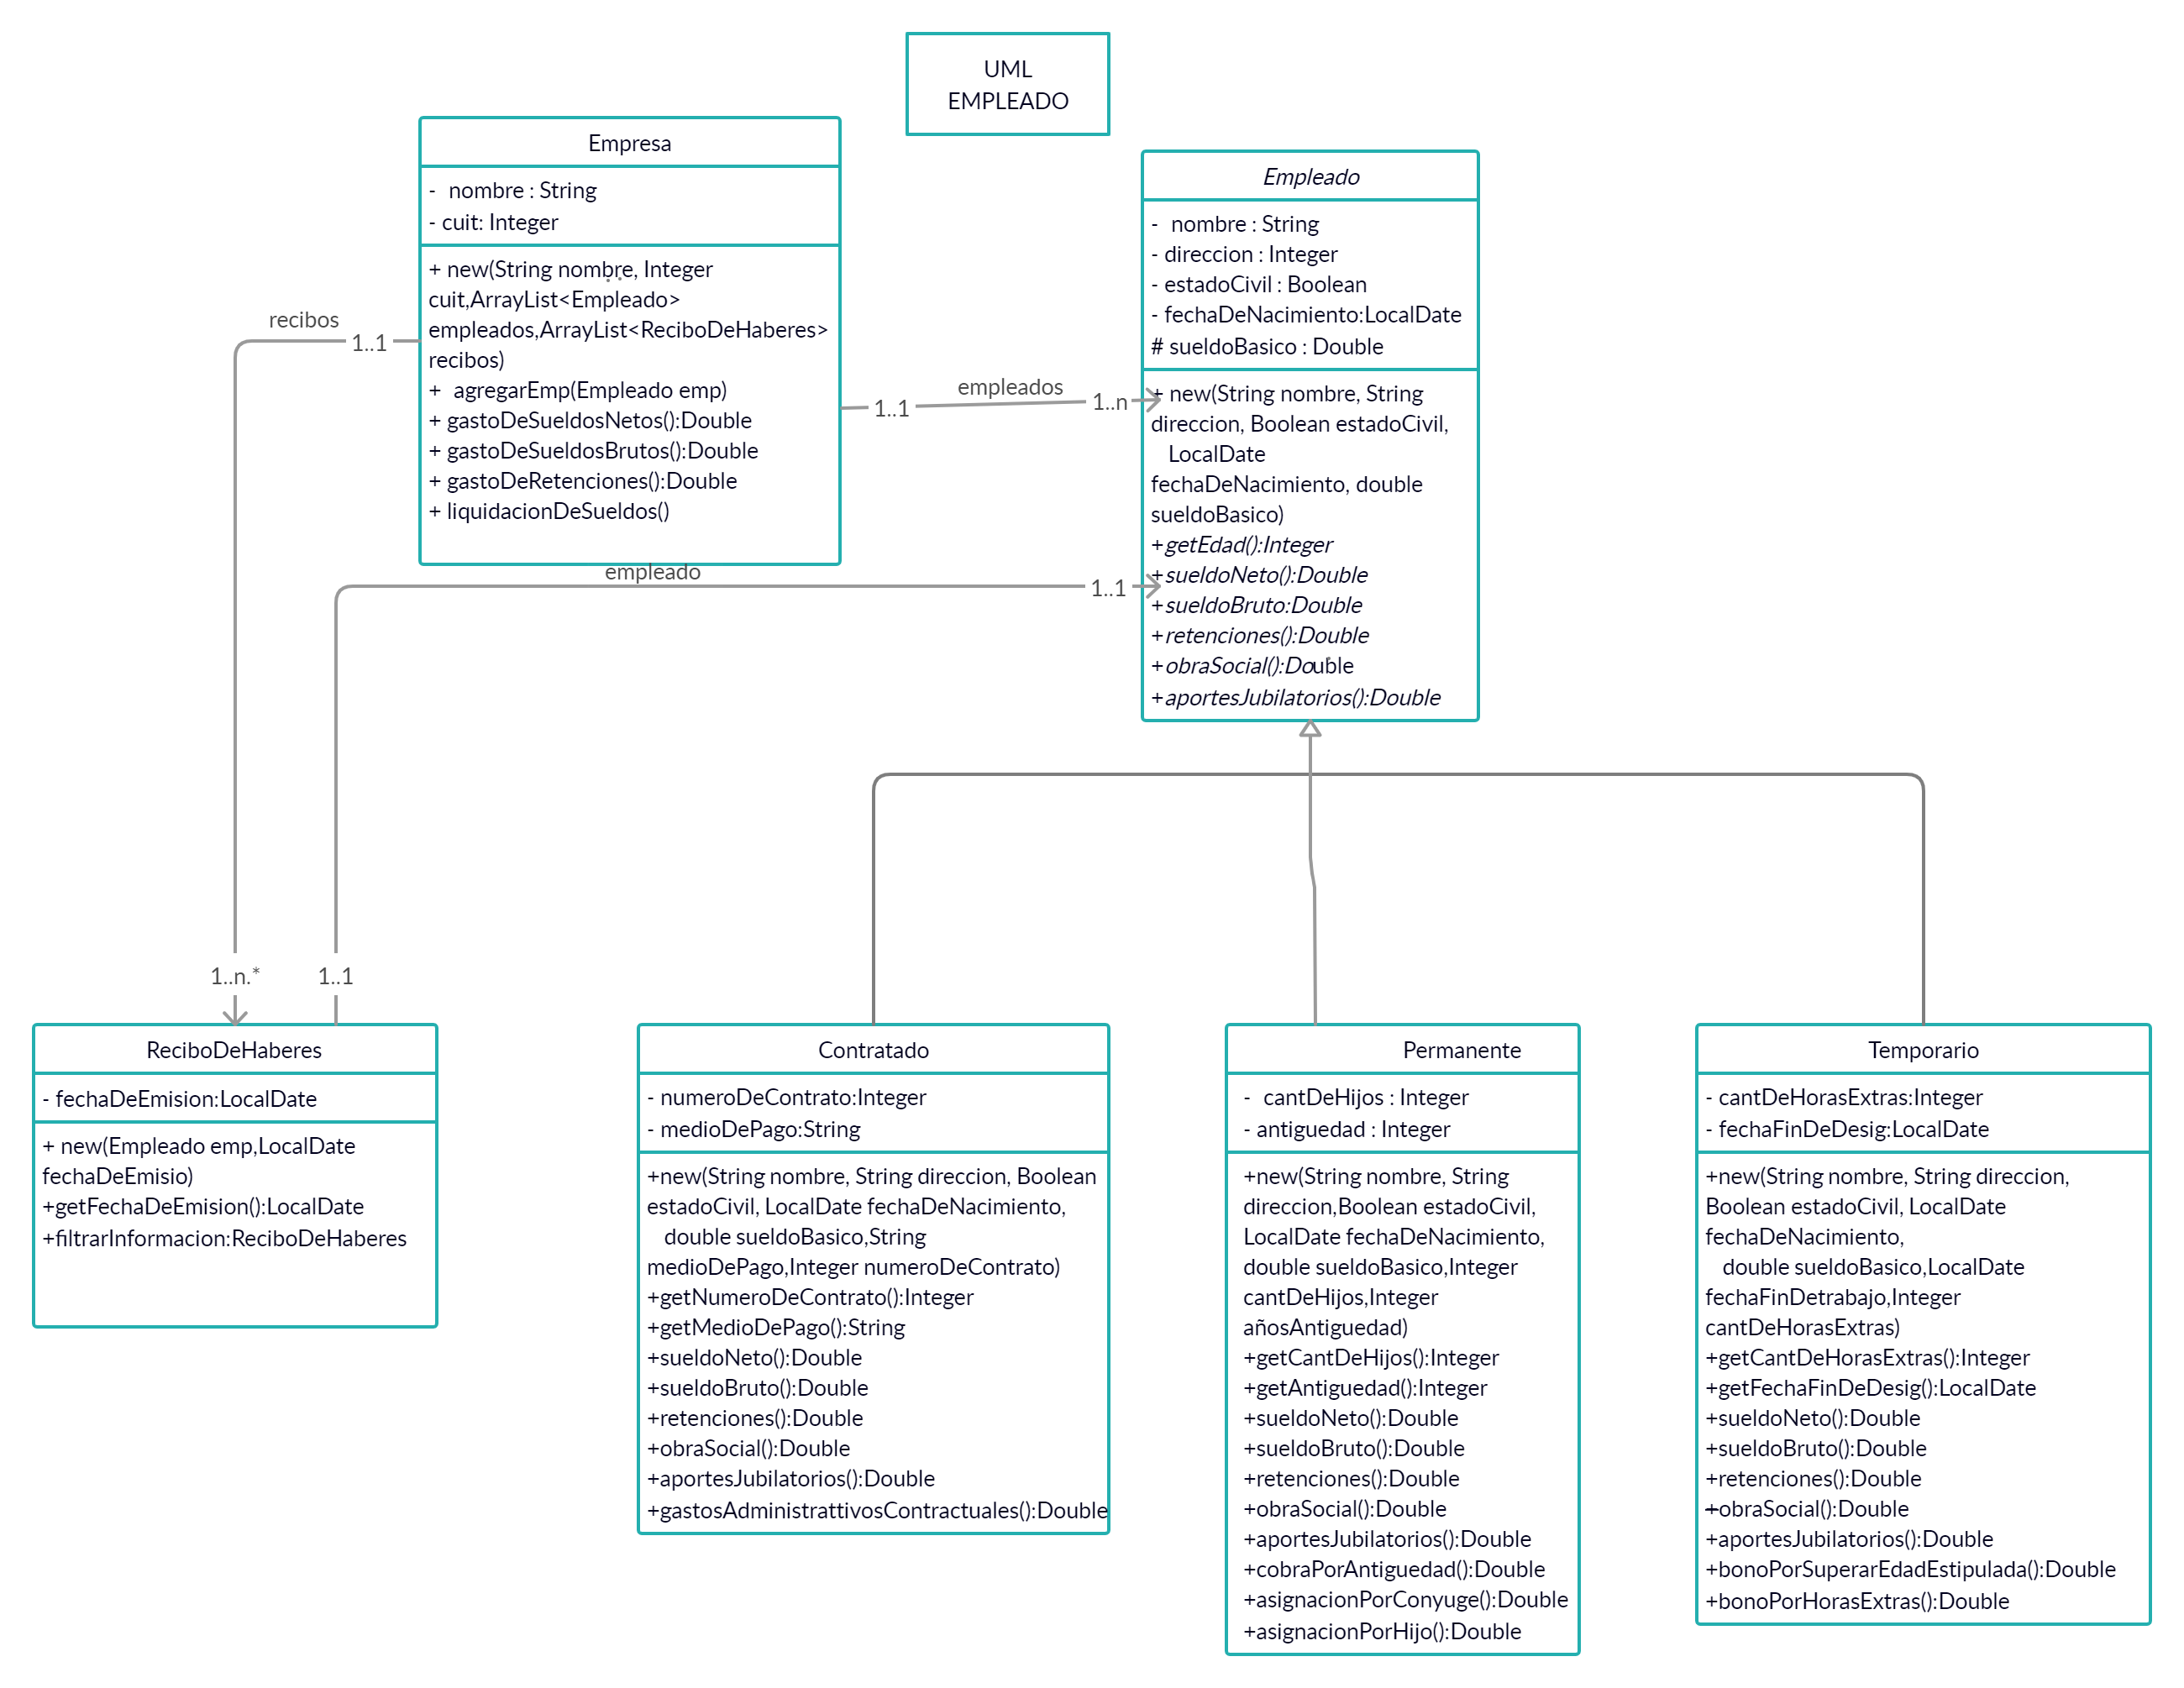 UML
EMPLEADO
Empresa
-  nombre : String
- cuit: Integer
+ new(String nombre, Integer
cuit,ArrayList<Empleado>
empleados,ArrayList<ReciboDeHaberes>
recibos)
+  agregarEmp(Empleado emp)
+ gastoDeSueldosNetos():Double
+ gastoDeSueldosBrutos():Double
+ gastoDeRetenciones():Double
+ liquidacionDeSueldos()
recibos
1..1
1..1
empleados
1..n
Empleado
-  nombre : String
- direccion : Integer
- estadoCivil : Boolean
- fechaDeNacimiento:LocalDate
# sueldoBasico : Double
+ new(String nombre, String
direccion, Boolean estadoCivil,
LocalDate
fechaDeNacimiento, double
sueldoBasico)
+getEdad():Integer
+sueldoNeto():Double
+sueldoBruto:Double
+retenciones():Double
+obraSocial():Double
+aportesJubilatorios():Double
empleado
1..1
1..n.*
1..1
ReciboDeHaberes
- fechaDeEmision:LocalDate
+ new(Empleado emp,LocalDate
fechaDeEmisio)
+getFechaDeEmision():LocalDate
+filtrarInformacion:ReciboDeHaberes
Contratado
- numeroDeContrato:Integer
- medioDePago:String
+new(String nombre, String direccion, Boolean
estadoCivil, LocalDate fechaDeNacimiento,
double sueldoBasico,String
medioDePago,Integer numeroDeContrato)
+getNumeroDeContrato():Integer
+getMedioDePago():String
+sueldoNeto():Double
+sueldoBruto():Double
+retenciones():Double
+obraSocial():Double
+aportesJubilatorios():Double
+gastosAdministrattivosContractuales():Double
Permanente
-  cantDeHijos : Integer
- antiguedad : Integer
+new(String nombre, String
direccion,Boolean estadoCivil,
LocalDate fechaDeNacimiento,
double sueldoBasico,Integer
cantDeHijos,Integer
añosAntiguedad)
+getCantDeHijos():Integer
+getAntiguedad():Integer
+sueldoNeto():Double
+sueldoBruto():Double
+retenciones():Double
+obraSocial():Double
+aportesJubilatorios():Double
+cobraPorAntiguedad():Double
+asignacionPorConyuge():Double
+asignacionPorHijo():Double
Temporario
- cantDeHorasExtras:Integer
- fechaFinDeDesig:LocalDate
+new(String nombre, String direccion,
Boolean estadoCivil, LocalDate
fechaDeNacimiento,
double sueldoBasico,LocalDate
fechaFinDetrabajo,Integer
cantDeHorasExtras)
+getCantDeHorasExtras():Integer
+getFechaFinDeDesig():LocalDate
+sueldoNeto():Double
+sueldoBruto():Double
+retenciones():Double
+obraSocial():Double
+aportesJubilatorios():Double
+bonoPorSuperarEdadEstipulada():Double
+bonoPorHorasExtras():Double